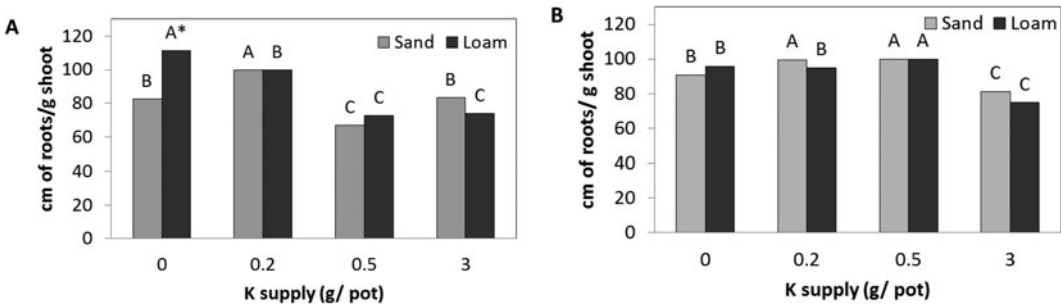 A
cm of roots/g shoot
120
100
80
60
40
20
0
Sand Loam
B A*
A B
C C
B C
0 0.2 0.5 3
K supply (g/ pot)
B
cm of roots/ g shoot
120
100
80
60
40
20
0
Sand Loam
B B
A B
A A
C C
0 0.2 0.5 3
K supply (g/ pot)